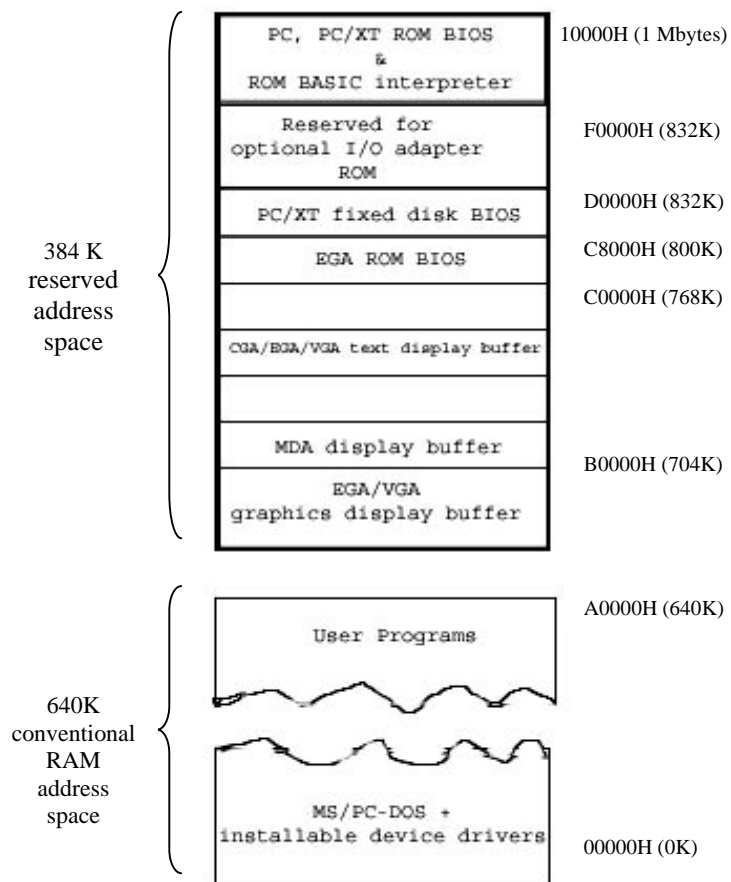 PC, PC/XT ROM BIOS
&
ROM BASIC interpreter
10000H (1 Mbytes)
Reserved for
optional I/O adapter
ROM
F0000H (832K)
D0000H (832K)
PC/XT fixed disk BIOS
C8000H (800K)
EGA ROM BIOS
C0000H (768K)
384 K
reserved
address
space
CGA/EGA/VGA text display buffer
MDA display buffer
B0000H (704K)
EGA/VGA
graphics display buffer
A0000H (640K)
User Programs
640K
conventional
RAM
address
space
MS/PC-DOS +
installable device drivers
00000H (0K)